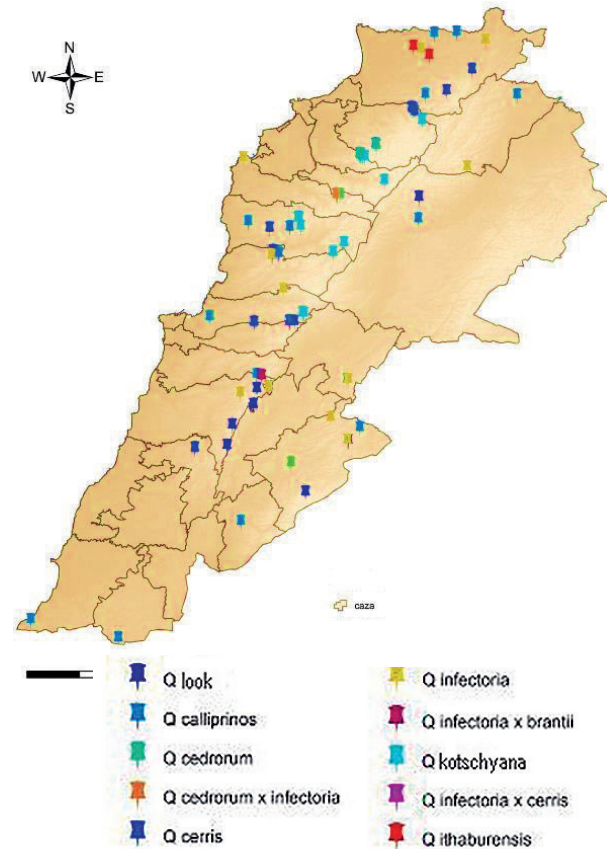 N
W E
S
caza
Q look
Q calliprinos
Q cedrorum
Q cedrorum x infectoria
Q cerris
Q infectoria
Q infectoria x brantii
Q kotschyana
Q infectoria x cerris
Q ithaburensis